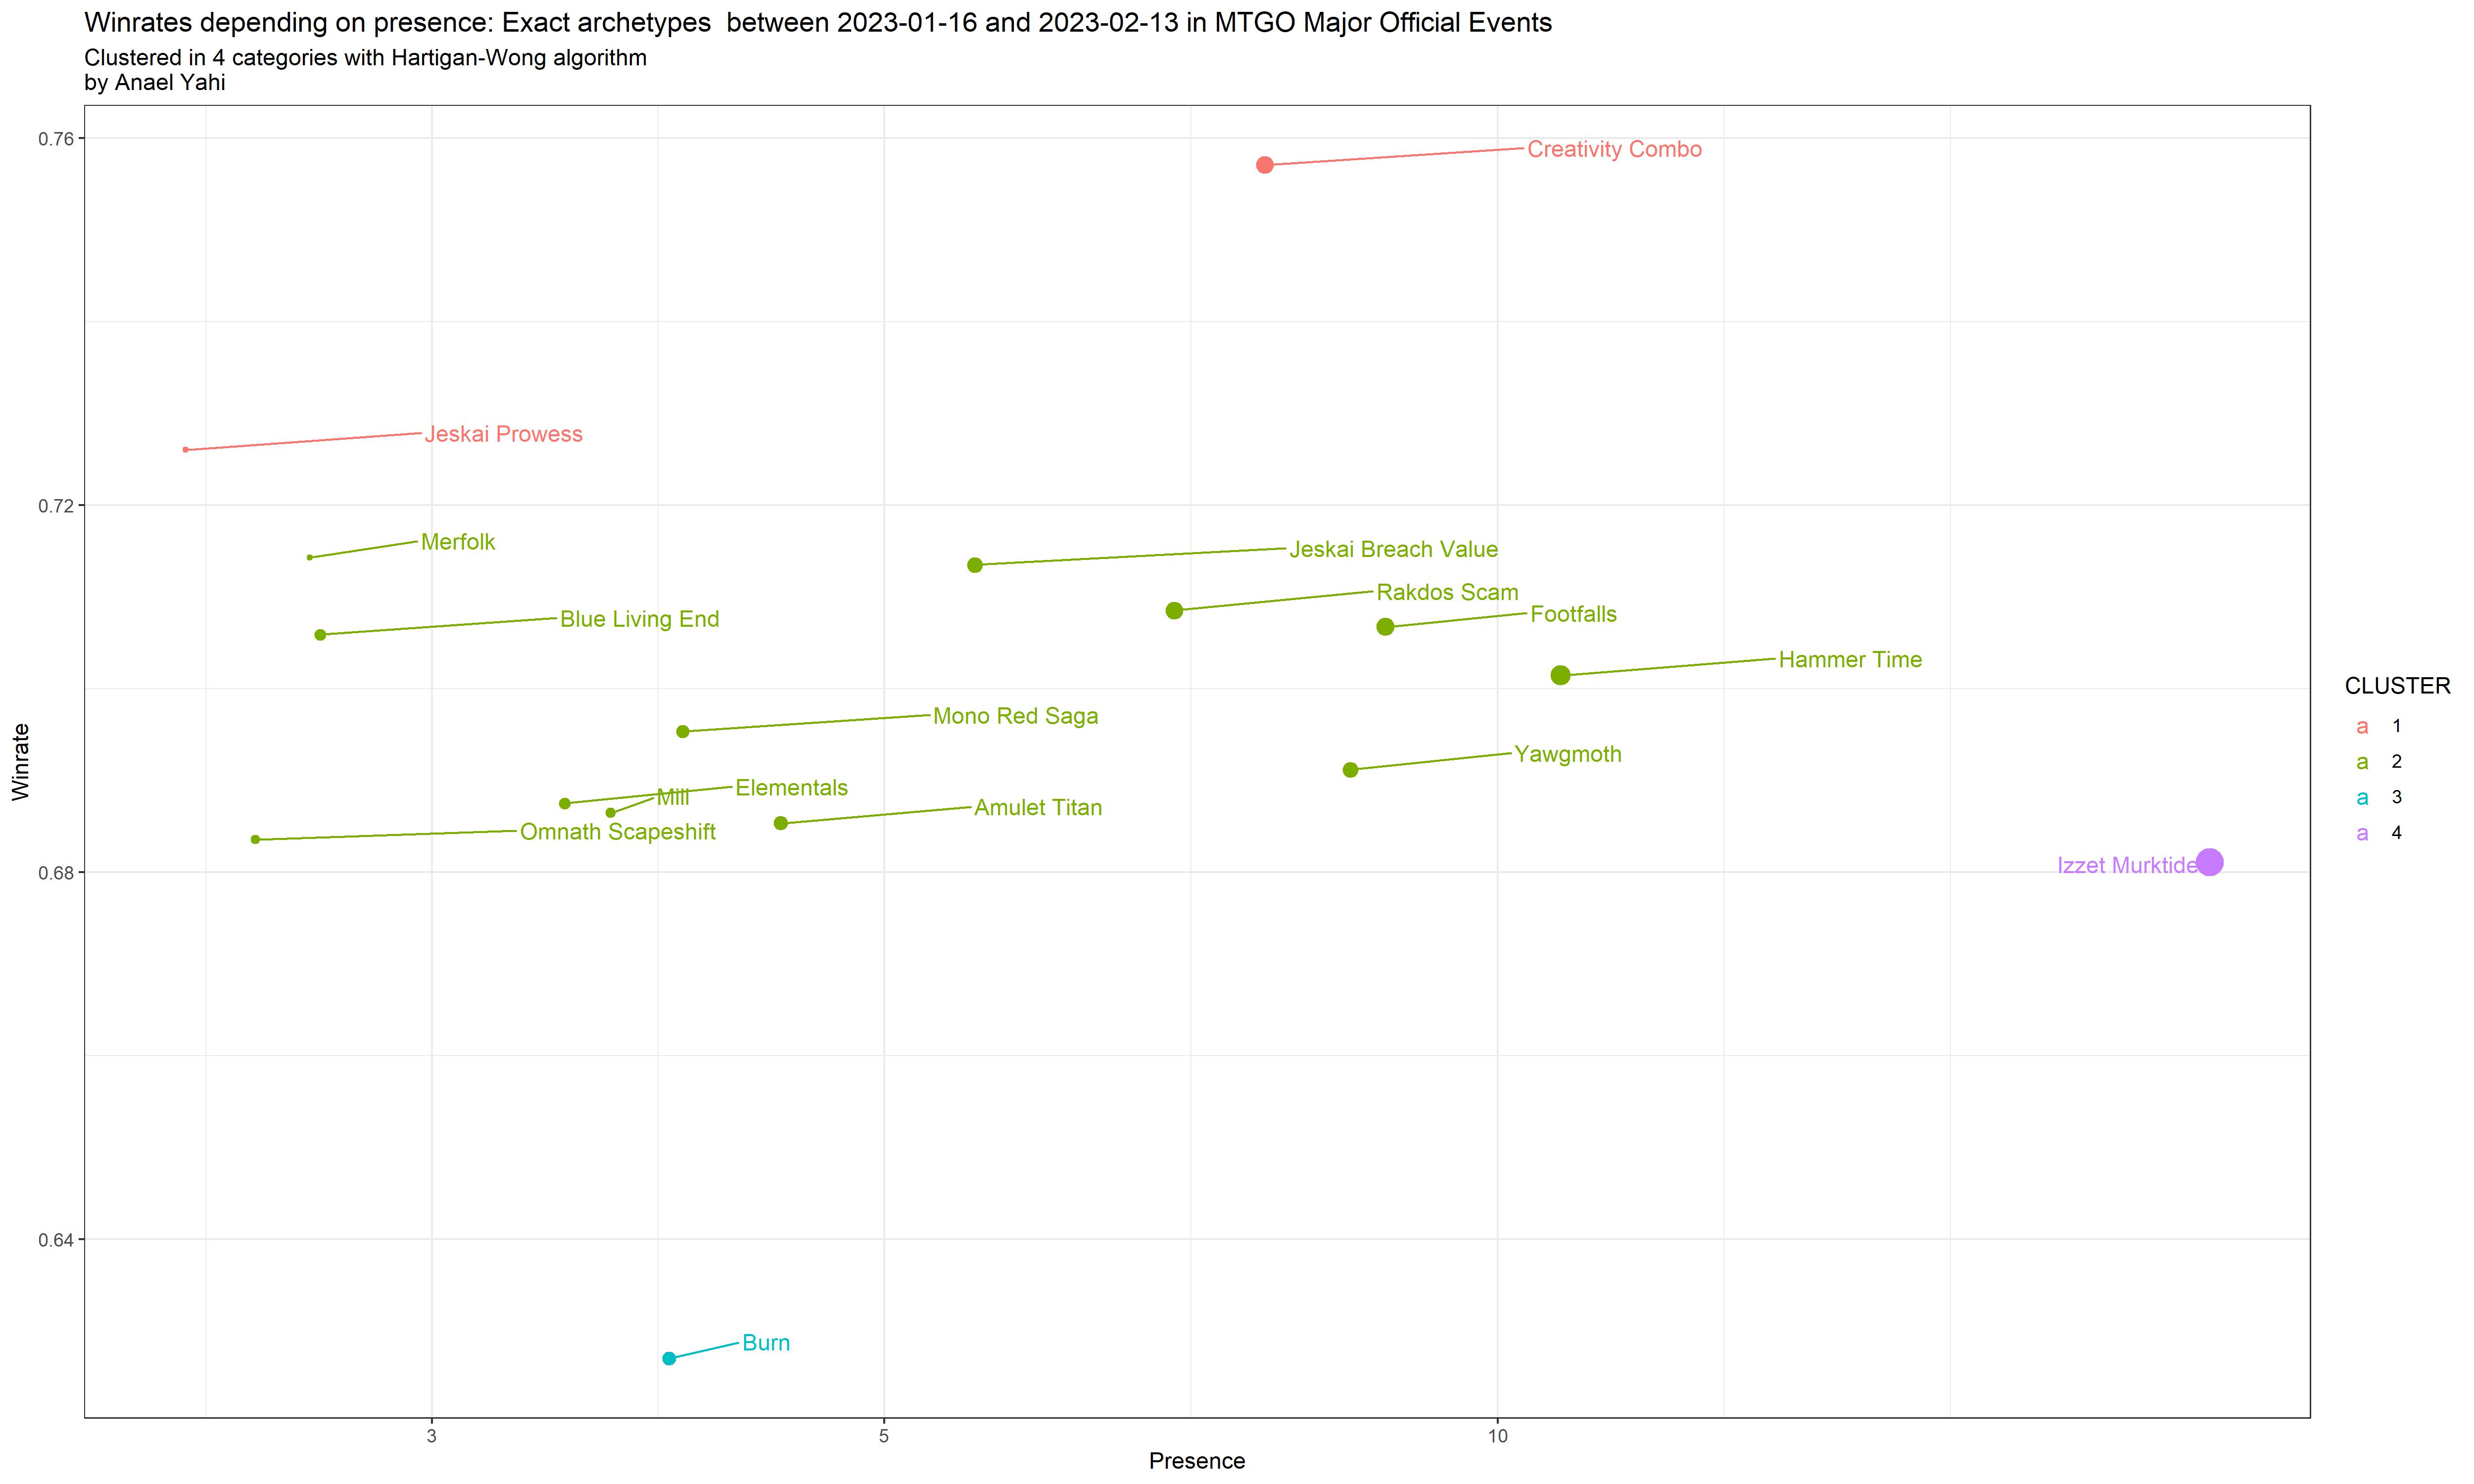 Winrates depending on presence: Exact archetypes  between 2023-01-16 and 2023-02-13 in MTGO Major Official Events
Clustered in 4 categories with Hartigan-Wong algorithm
by Anael Yahi
0.76
Creativity Combo
Jeskai Prowess
0.72
Merfolk
Jeskai Breach Value
Rakdos Scam
Footfalls
Blue Living End
Hammer Time
Mono Red Saga
Yawgmoth
Elementals
Mill
Amulet Titan
Omnath Scapeshift
Izzet Murktide
0.68
0.64
Burn
Winrate
3
5
10
Presence
CLUSTER
a 1
a 2
a 3
a 4